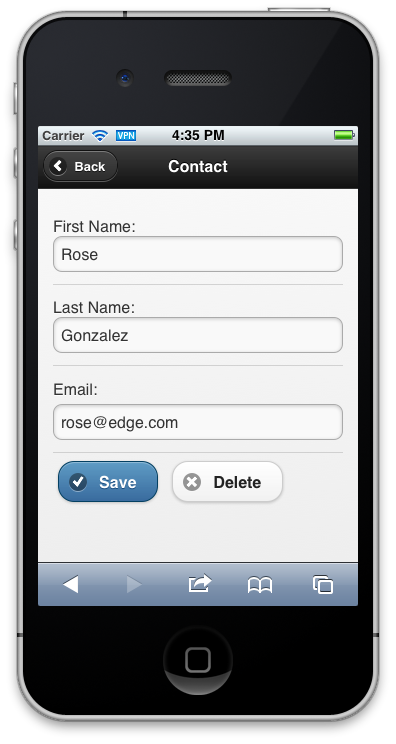 Carrier VPN 4:35 PM
Back Contact
First Name:
Rose
Last Name:
Gonzalez
Email:
rose@edge.com
Save Delete